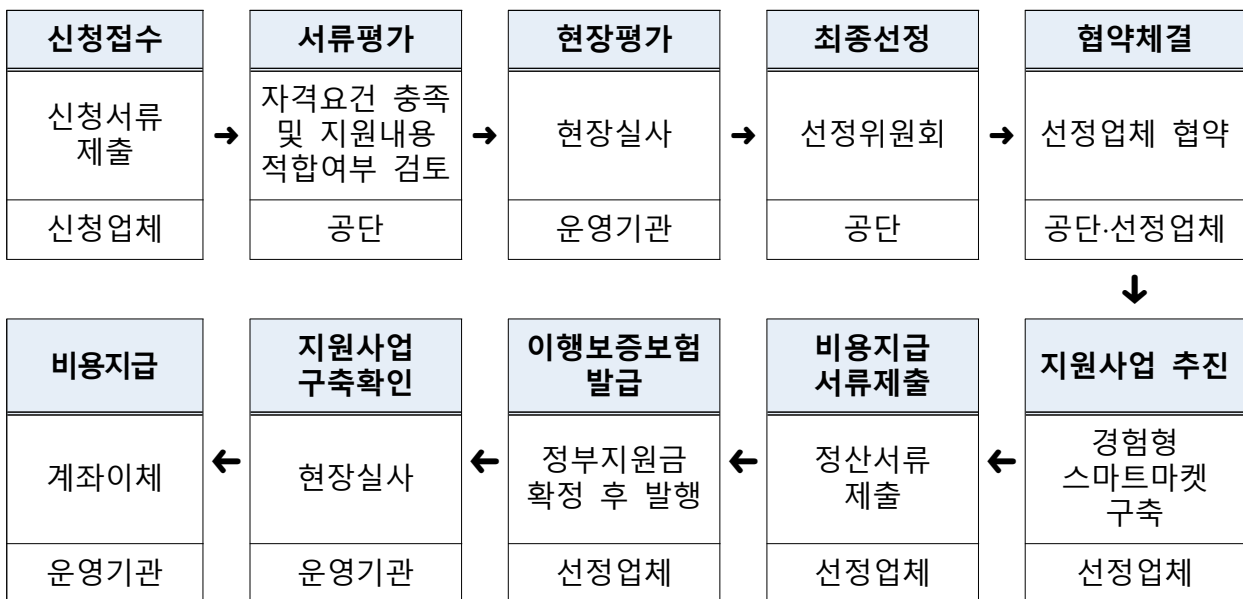 신청접수
서류평가
현장평가
최종선정
협약체결
신청서류
제출
➜
자격요건 충족
및 지원내용
적합여부 검토
➜
현장실사
➜
선정위원회
➜
선정업체 협약
신청업체
공단
운영기관
공단
공단·선정업체
지원사업 추진
비용지급
서류제출
이행보증보험
발급
지원사업
구축확인
비용지급
경험형
스마트마켓
구축
정산서류
제출
정부지원금
확정 후 발행
현장실사
계좌이체
선정업체
선정업체
선정업체
운영기관
운영기관